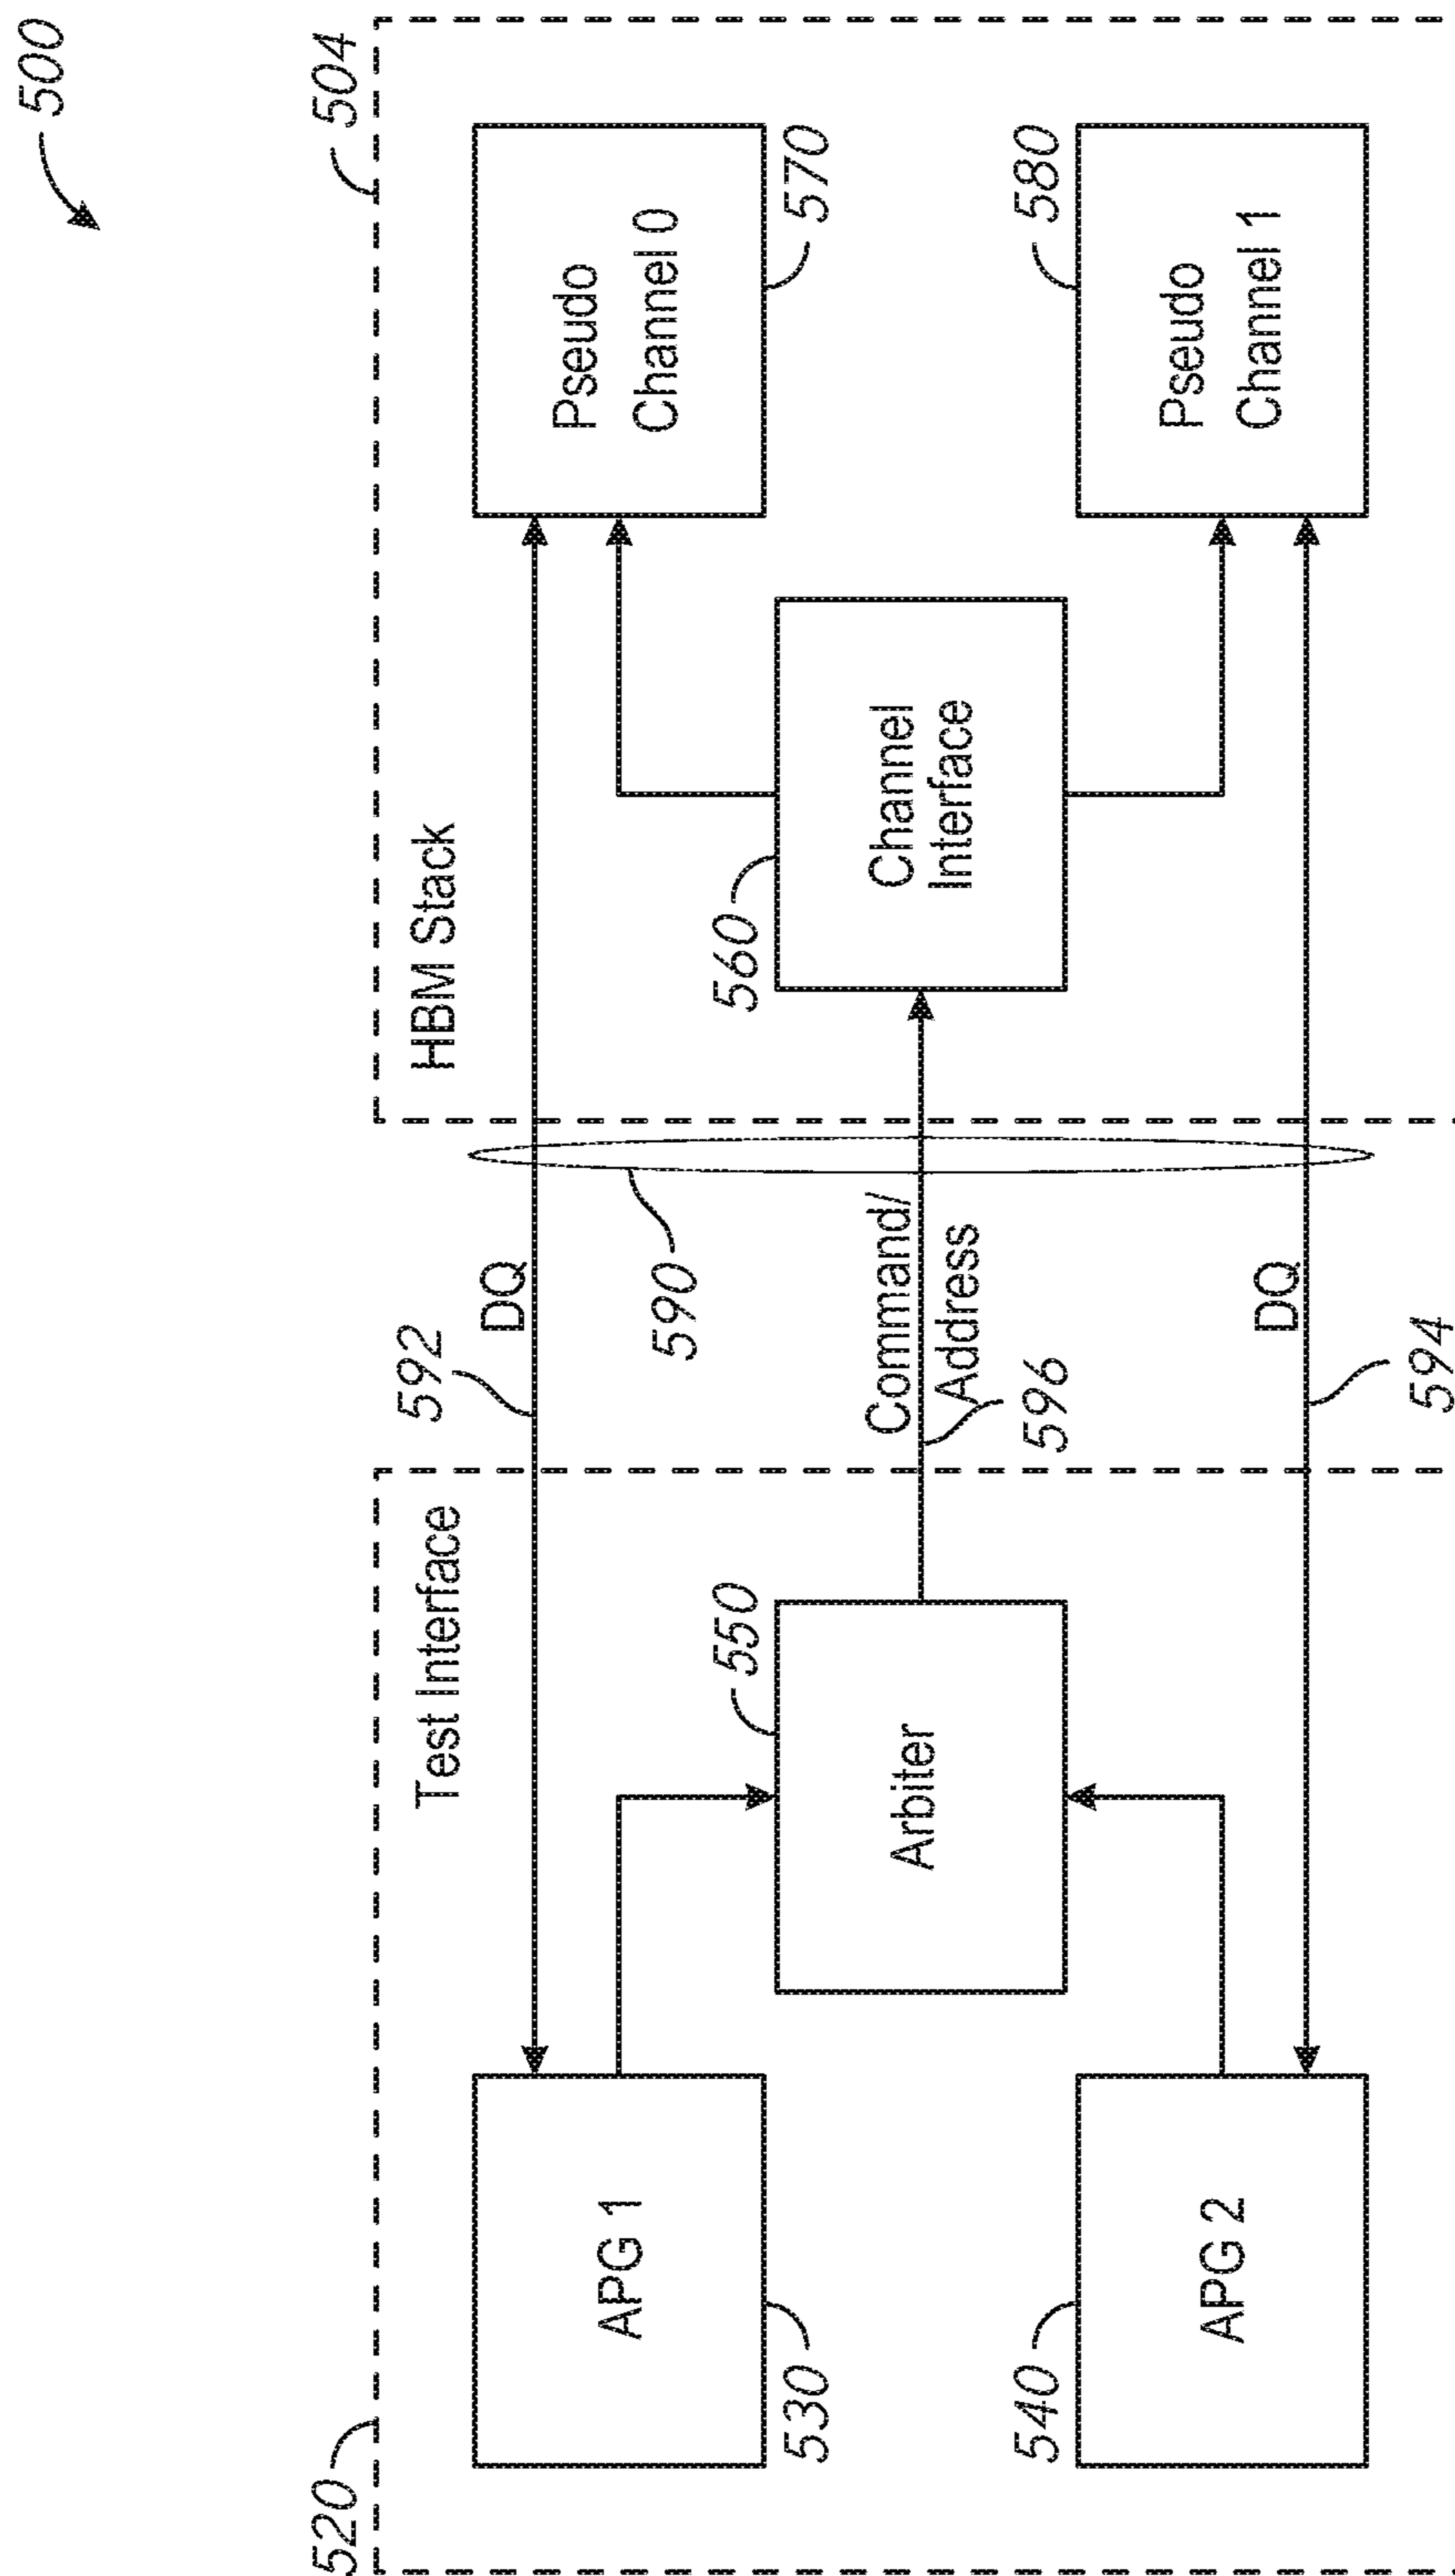 500
504
520
Test Interface
HBM Stack
592
DQ
APG 1
530
Pseudo
Channel 0
570
590
550
Arbiter
Command/
Address
596
560
Channel
Interface
540
APG 2
580
Pseudo
Channel 1
DQ
594